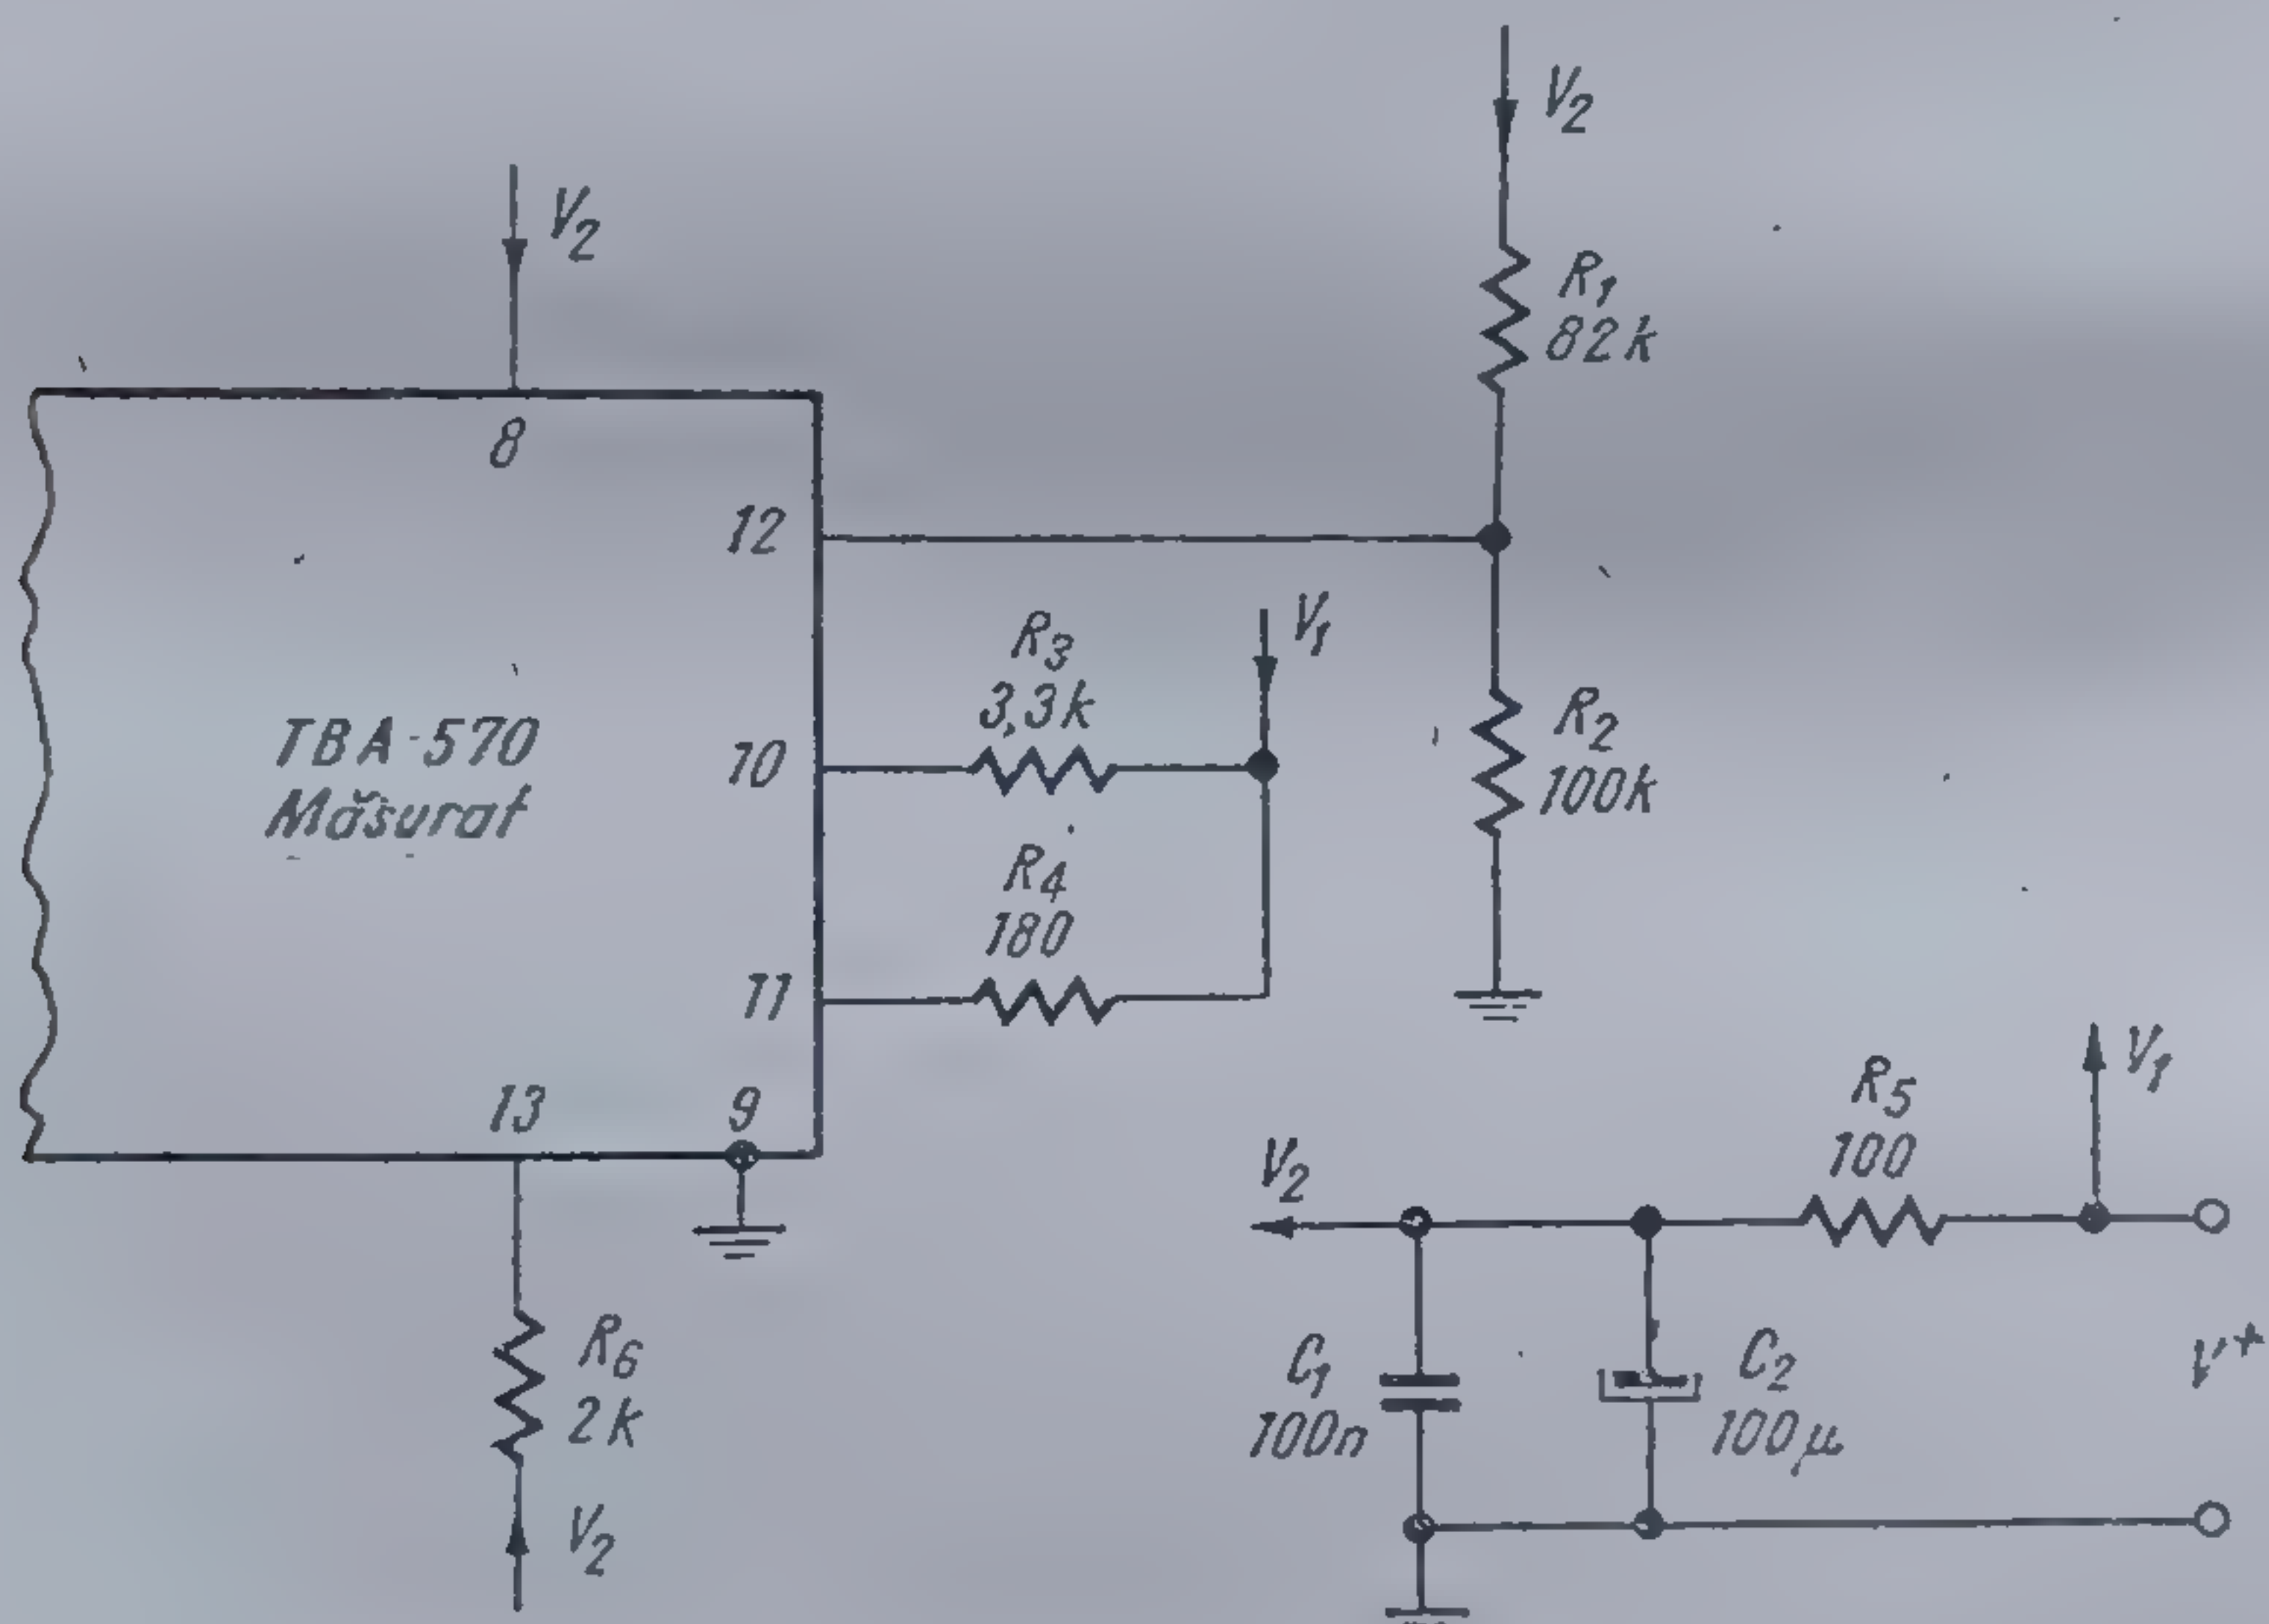 V2
V2
R1
82k
8
12
V1
R3
3,3k
R2
100k
TBA-570
Măsurat
10
R4
180
11
13
9
R5
100
V1
V2
R6
2k
C1
100n
C2
100µ
V+
V2